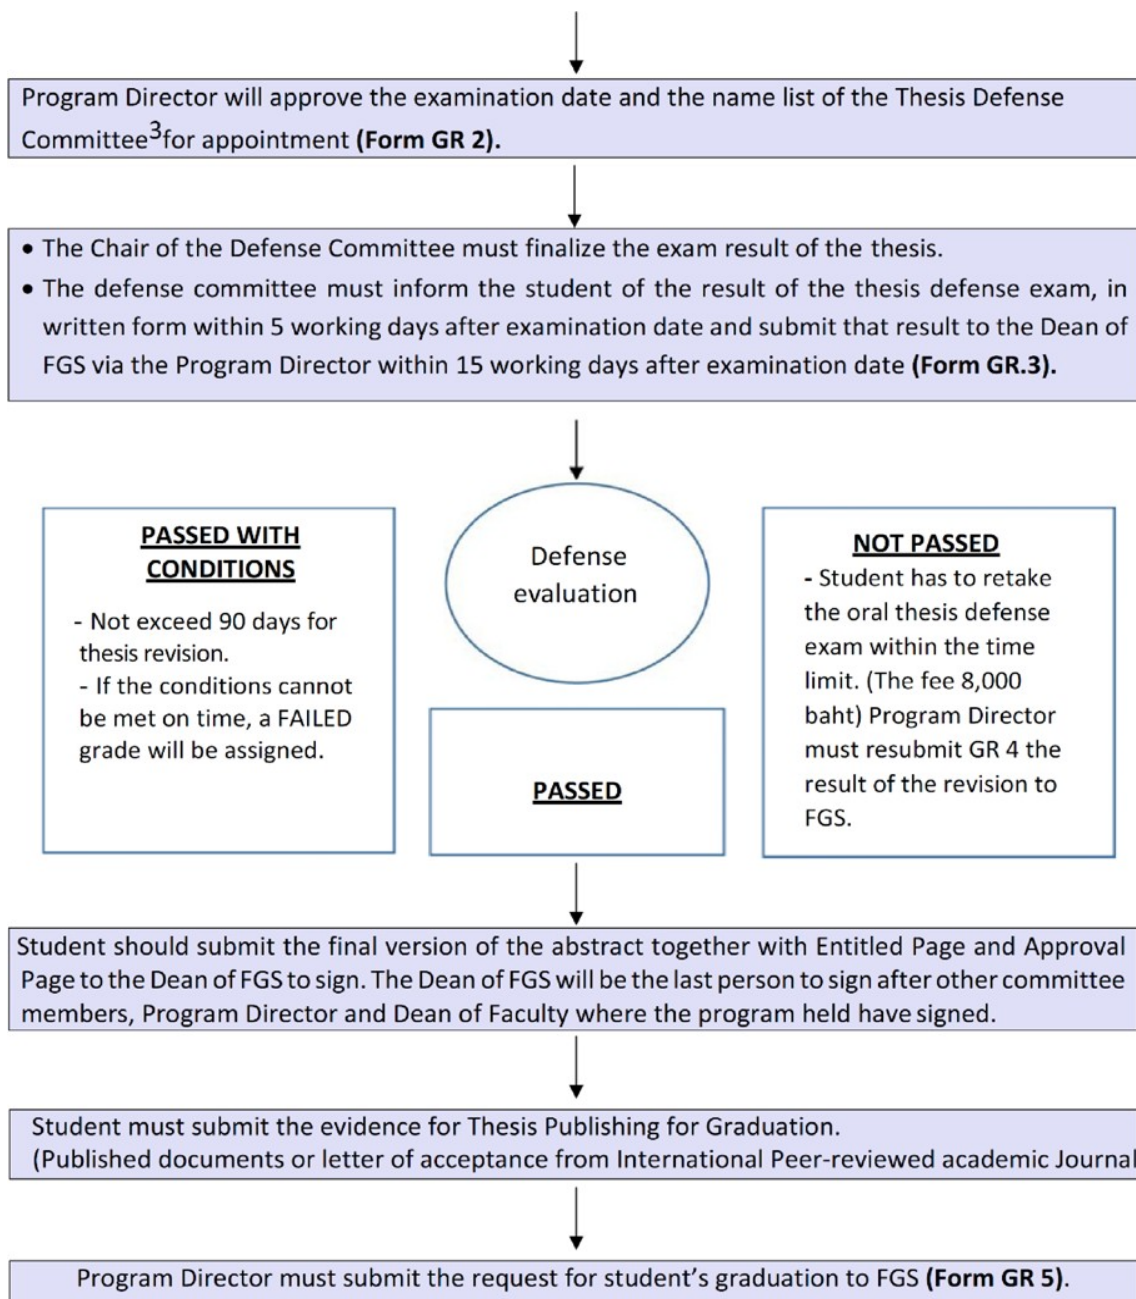 Program Director will approve the examination date and the name list of the Thesis Defense
Committee³for appointment (Form GR 2).
• The Chair of the Defense Committee must finalize the exam result of the thesis.
• The defense committee must inform the student of the result of the thesis defense exam, in
written form within 5 working days after examination date and submit that result to the Dean of
FGS via the Program Director within 15 working days after examination date (Form GR.3).
PASSED WITH
CONDITIONS
- Not exceed 90 days for
thesis revision.
- If the conditions cannot
be met on time, a FAILED
grade will be assigned.
Defense
evaluation
PASSED
NOT PASSED
- Student has to retake
the oral thesis defense
exam within the time
limit. (The fee 8,000
baht) Program Director
must resubmit GR 4 the
result of the revision to
FGS.
Student should submit the final version of the abstract together with Entitled Page and Approval
Page to the Dean of FGS to sign. The Dean of FGS will be the last person to sign after other committee
members, Program Director and Dean of Faculty where the program held have signed.
Student must submit the evidence for Thesis Publishing for Graduation.
(Published documents or letter of acceptance from International Peer-reviewed academic Journal
Program Director must submit the request for student's graduation to FGS (Form GR 5).